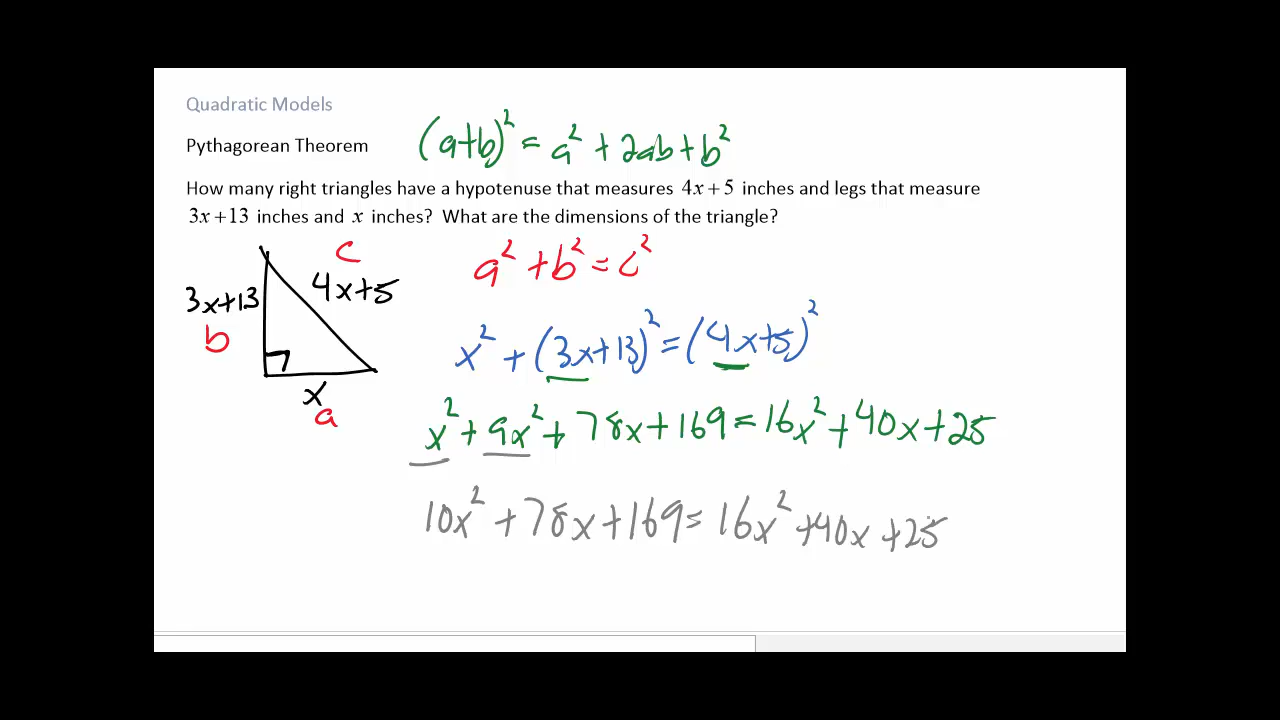 Quadratic Models
Pythagorean Theorem (a+b)² = a² + 2ab + b²
How many right triangles have a hypotenuse that measures 4x+5 inches and legs that measure
3x+13 inches and x inches? What are the dimensions of the triangle?
c
a² + b² = c²
3x+13 4x+5
b
x² + (3x+13)² = (4x+5)²
x
a
x² + 9x² + 78x + 169 = 16x² + 40x + 25
10x² + 78x + 169 = 16x² + 40x + 25